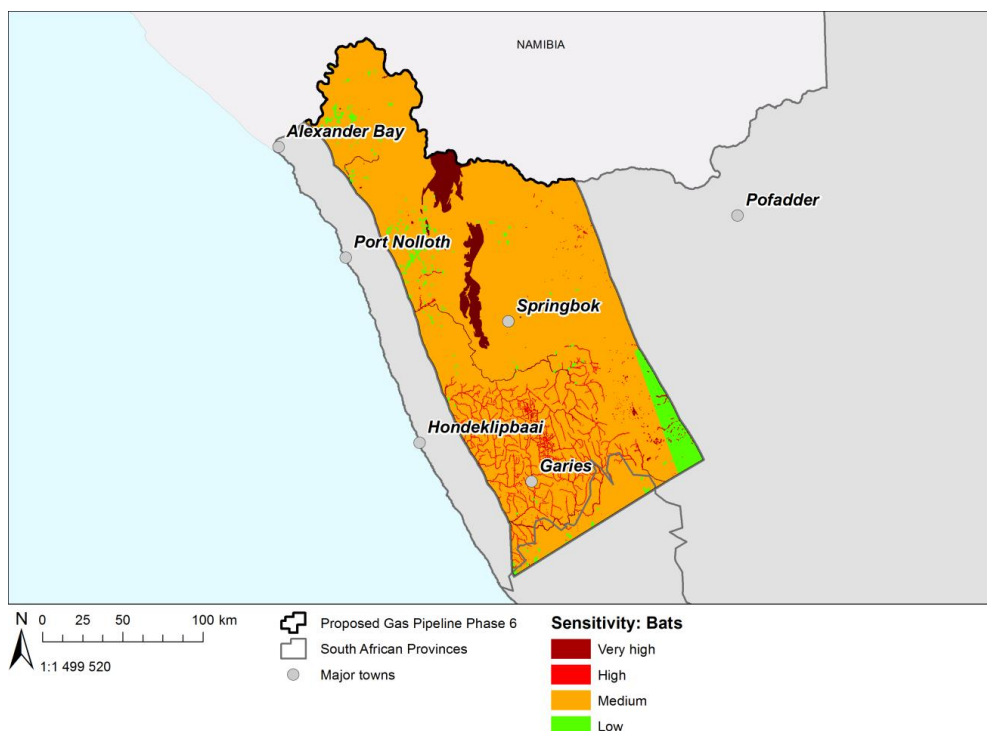 NAMIBIA
Alexander Bay
Pofadder
Port Nolloth
Springbok
Hondeklipbaai
Garies
N
0 25 50 100 km
1:1 499 520
Proposed Gas Pipeline Phase 6
South African Provinces
Major towns
Sensitivity: Bats
Very high
High
Medium
Low